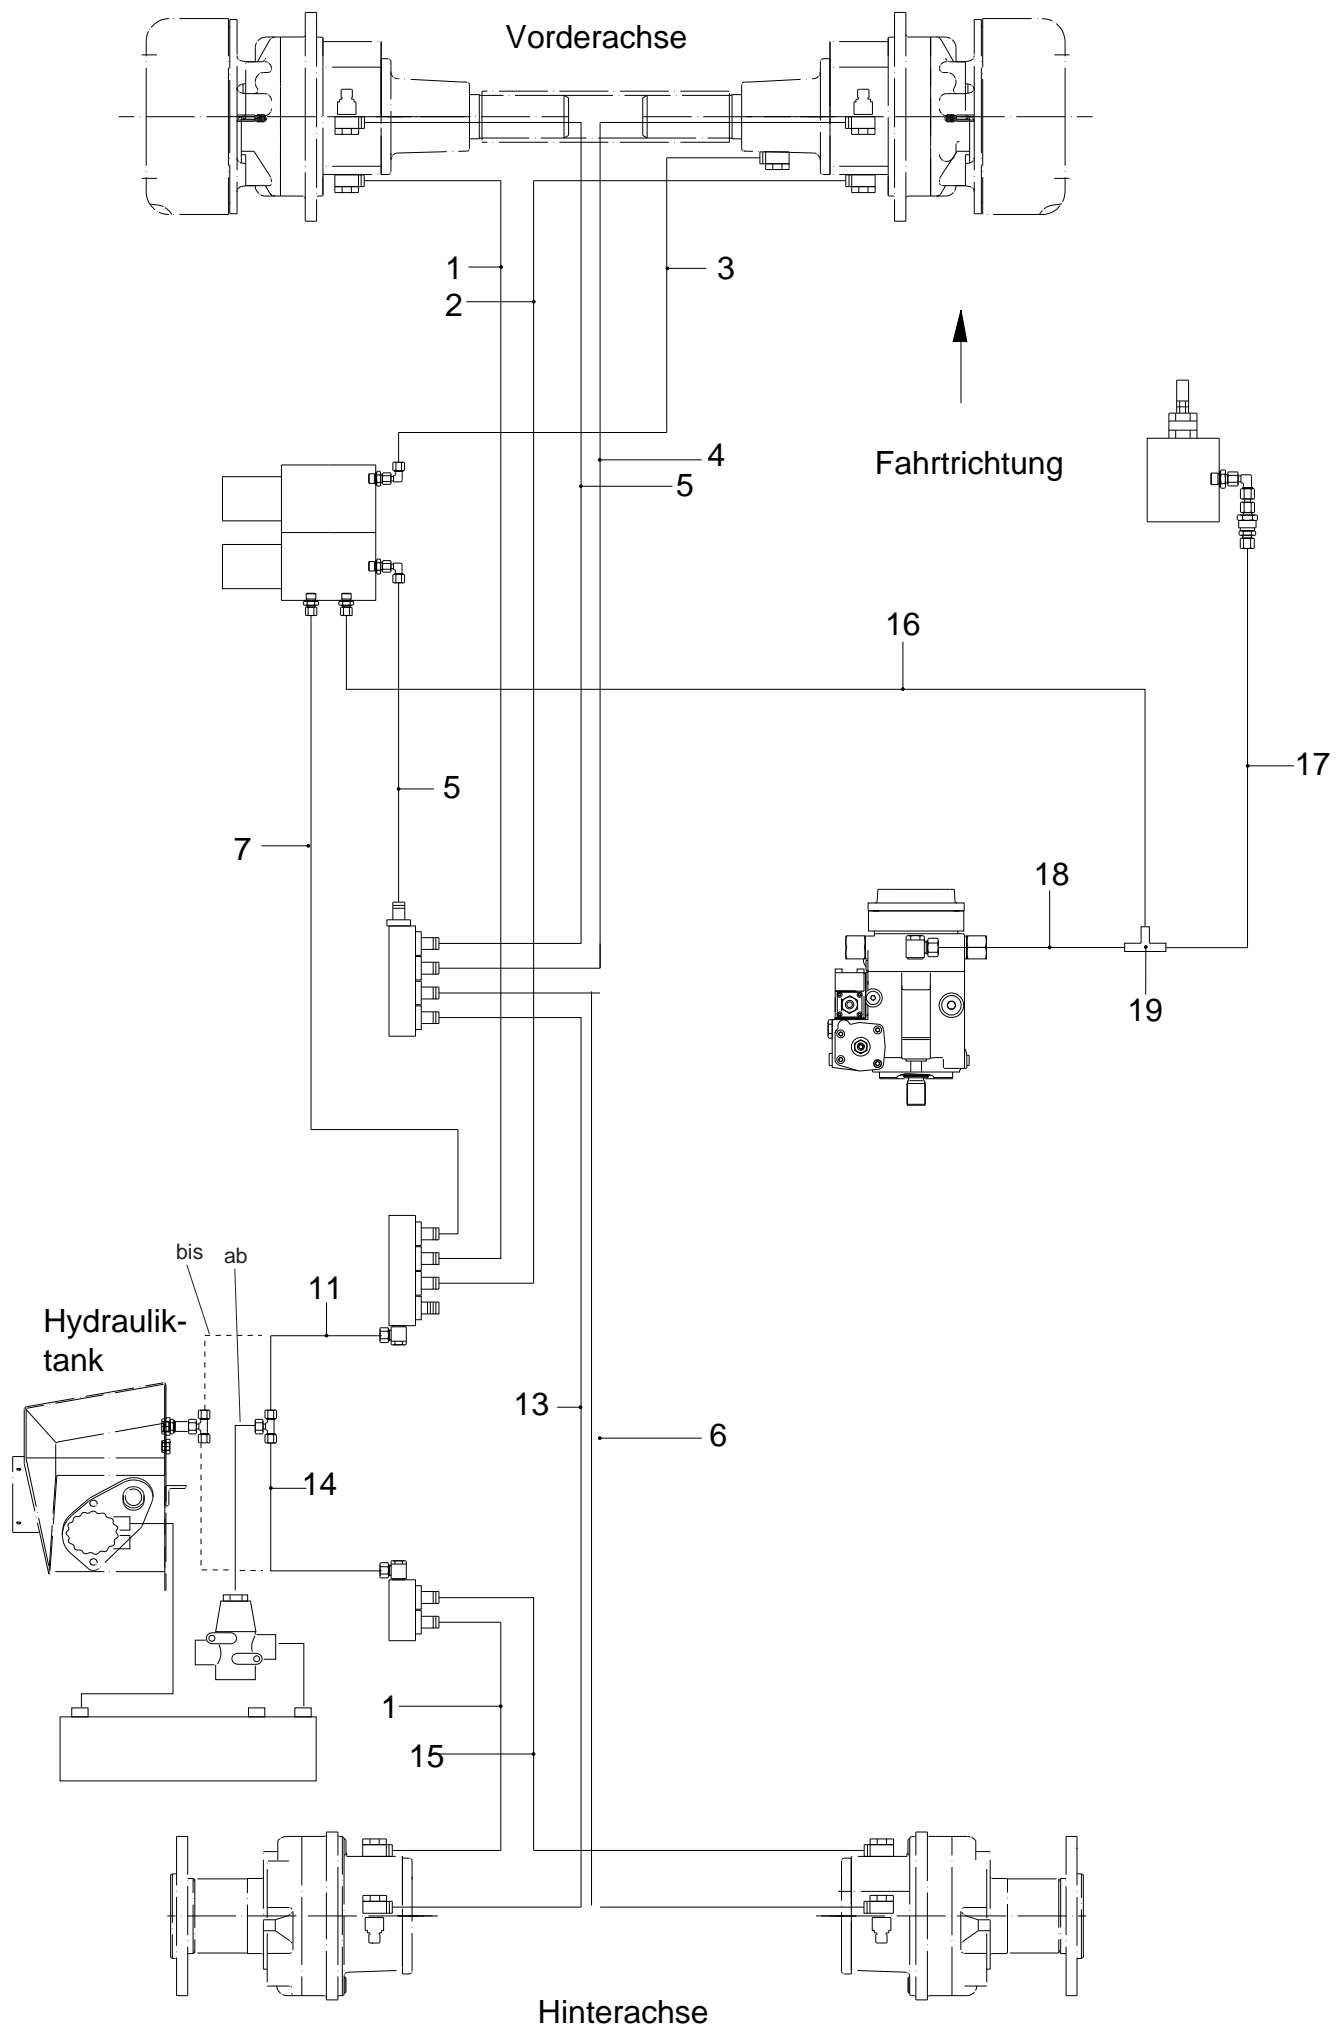 Vorderachse
1
3
2
4
Fahrtrichtung
5
16
17
5
7
18
19
bis
ab
11
Hydraulik-
tank
13
6
14
1
15
Hinterachse